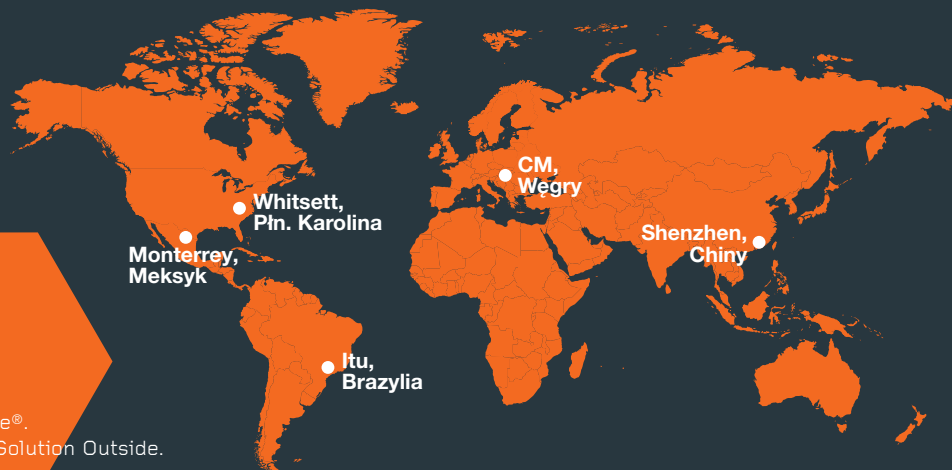 CM,
Węgry
Whitsett,
Płn. Karolina
Shenzhen,
Chiny
Monterrey,
Meksyk
Itu,
Brazylia
e®.
Solution Outside.